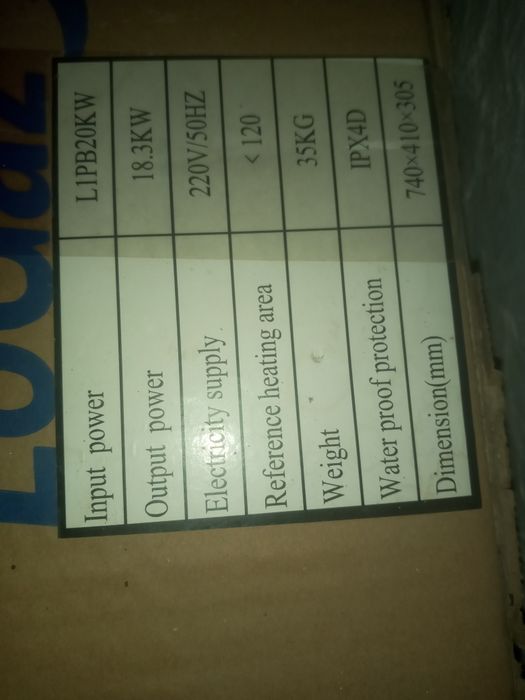 Input power L1PB20KW
Output power 18.3KW
Electricity supply 220V/50HZ
Reference heating area < 120
Weight 35KG
Water proof protection IPX4D
Dimension(mm) 740×410×305